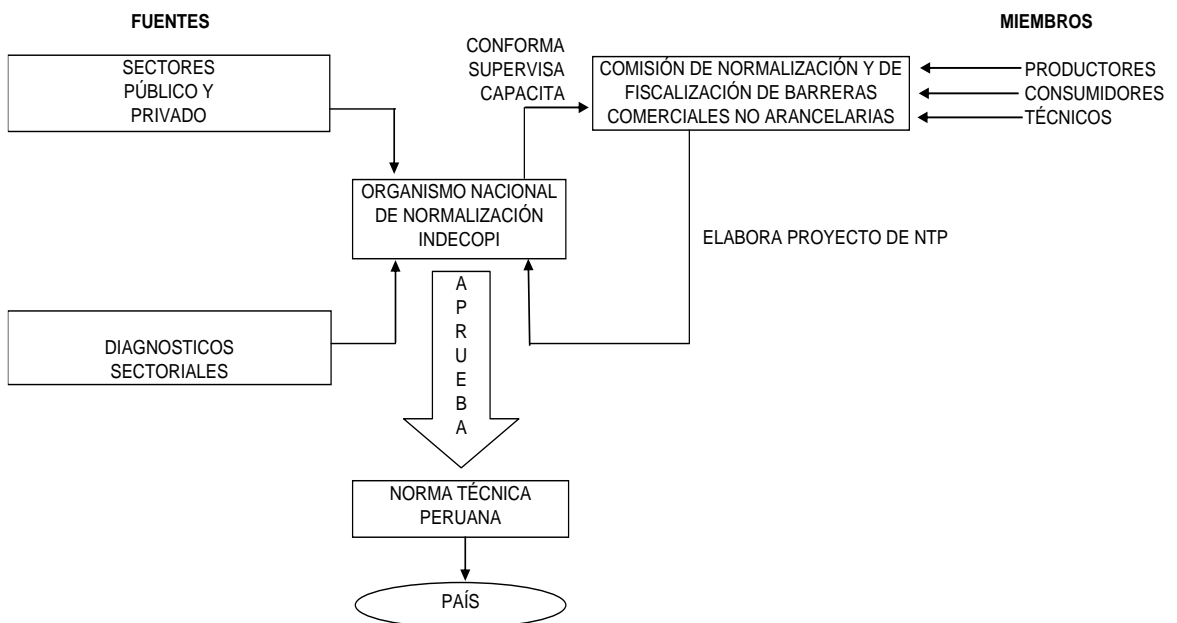 FUENTES
MIEMBROS
SECTORES
PÚBLICO Y
PRIVADO
CONFORMA
SUPERVISA
CAPACITA
COMISIÓN DE NORMALIZACIÓN Y DE
FISCALIZACIÓN DE BARRERAS
COMERCIALES NO ARANCELARIAS
PRODUCTORES
CONSUMIDORES
TÉCNICOS
ORGANISMO NACIONAL
DE NORMALIZACIÓN
INDECOPI
ELABORA PROYECTO DE NTP
DIAGNOSTICOS
SECTORIALES
A
P
R
U
E
B
A
NORMA TÉCNICA
PERUANA
PAÍS